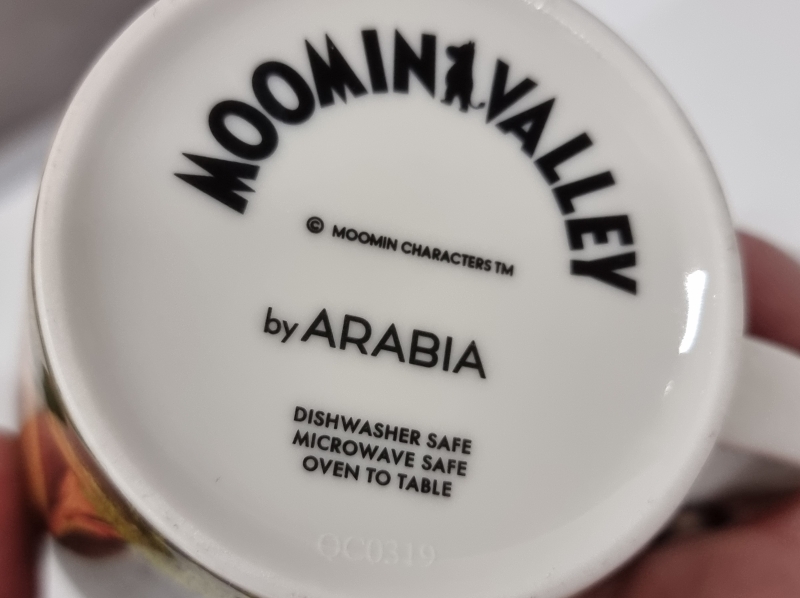 MOOMINVALLEY
© MOOMIN CHARACTERS TM
by ARABIA
DISHWASHER SAFE
MICROWAVE SAFE
OVEN TO TABLE
QC0319